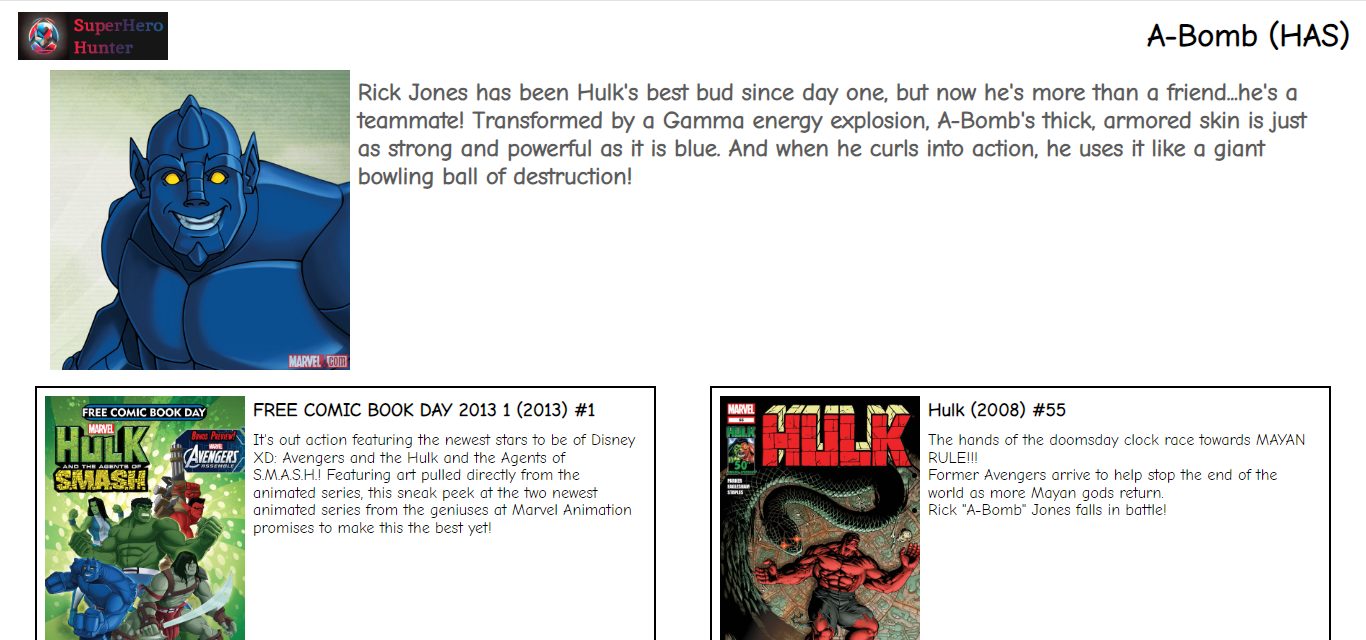 SuperHero
Hunter
A-Bomb (HAS)
Rick Jones has been Hulk's best bud since day one, but now he's more than a friend...he's a
teammate! Transformed by a Gamma energy explosion, A-Bomb's thick, armored skin is just
as strong and powerful as it is blue. And when he curls into action, he uses it like a giant
bowling ball of destruction!
MARVEL.COM
FREE COMIC BOOK DAY
MARVEL
HULK
AND THE AGENTS OF
S.M.A.S.H.
BONUS PREVIEW!
MARVEL
AVENGERS
ASSEMBLE
FREE COMIC BOOK DAY 2013 1 (2013) #1
It's out action featuring the newest stars to be of Disney
XD: Avengers and the Hulk and the Agents of
S.M.A.S.H.! Featuring art pulled directly from the
animated series, this sneak peek at the two newest
animated series from the geniuses at Marvel Animation
promises to make this the best yet!
MARVEL
HULK
50
PARKER
EAGLESHAM
STAPLES
Hulk (2008) #55
The hands of the doomsday clock race towards MAYAN
RULE!!!
Former Avengers arrive to help stop the end of the
world as more Mayan gods return.
Rick "A-Bomb" Jones falls in battle!